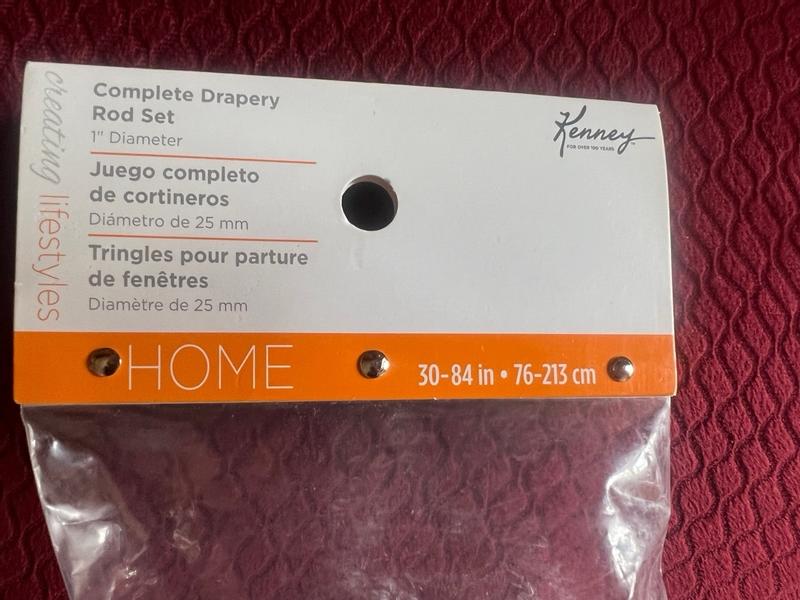 creating lifestyles
Complete Drapery
Rod Set
1" Diameter
Juego completo
de cortineros
Diámetro de 25 mm
Tringles pour parture
de fenêtres
Diamètre de 25 mm
Kenney™
FOR OVER 100 YEARS
HOME
30-84 in • 76-213 cm